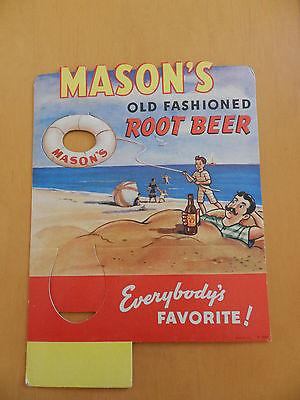 MASON'S
OLD FASHIONED
ROOT BEER
MASON'S
Everybody's
FAVORITE!